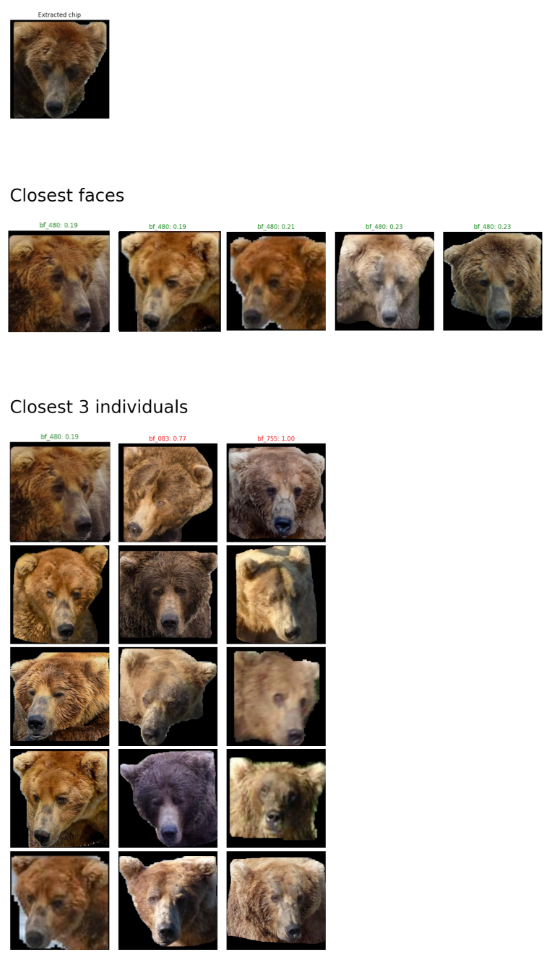 Extracted chip
Closest faces
bf_480: 0.19 bf_480: 0.19 bf_480: 0.21 bf_480: 0.23 bf_480: 0.23
Closest 3 individuals
bf_480: 0.19 bf_083: 0.77 bf_755: 1.00